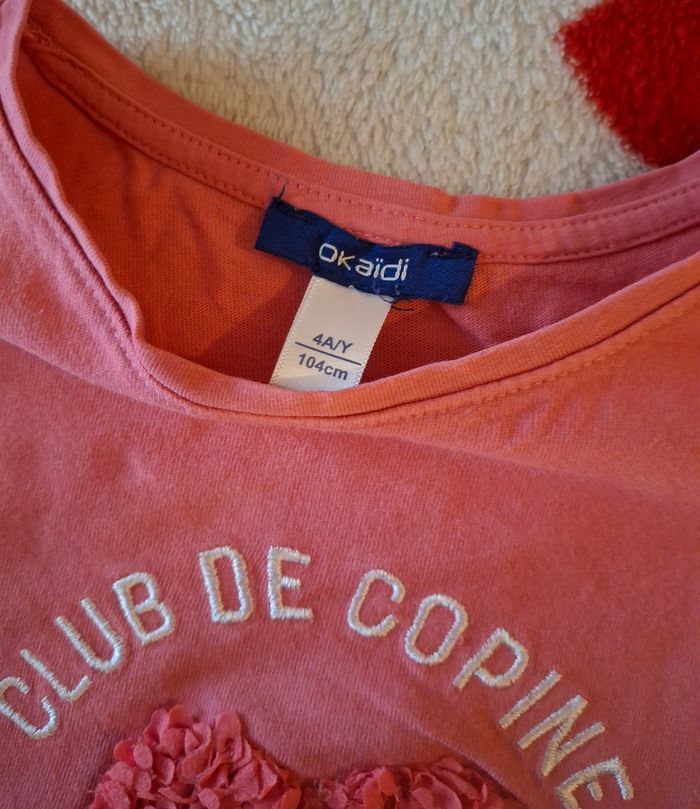 okaïdi
4A/Y
104cm
CLUB DE COPINE